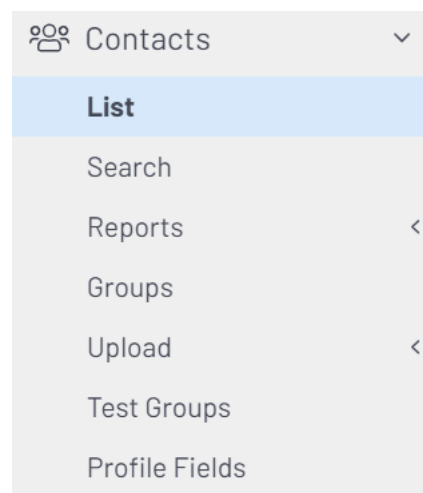 Contacts
List
Search
Reports
Groups
Upload
Test Groups
Profile Fields